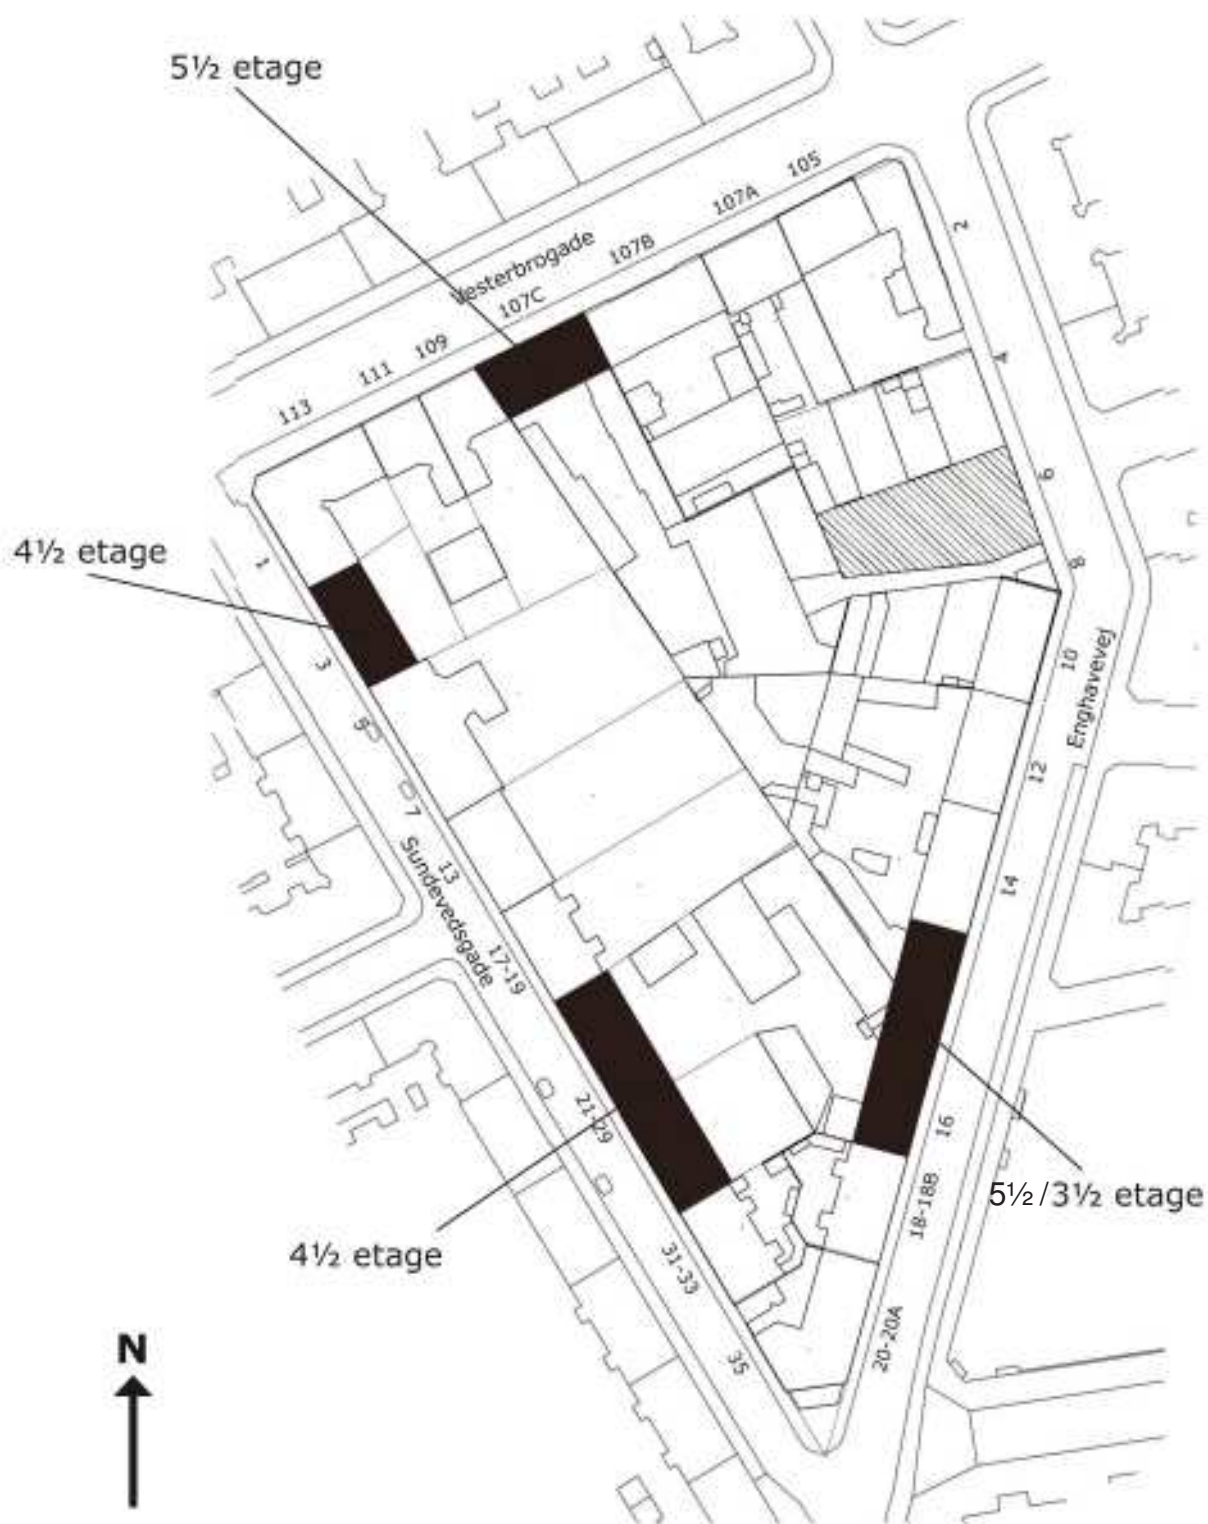 5½ etage
105
107A
107B
Vesterbrogade
107C
109
111
113
2
4
6
8
4½ etage
1
3
5
7
10
Enghavevej
12
13
Sundevedsgade
14
17-19
21-29
16
5½/3½ etage
18-18B
4½ etage
31-33
20-20A
35
N